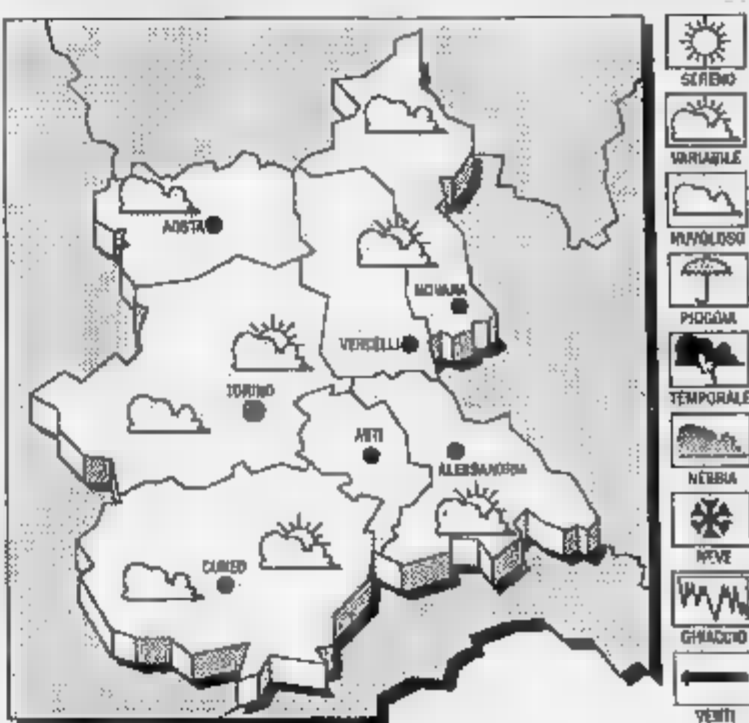 AOSTA
NOVARA
VERCELLI
TORINO
ASTI
ALESSANDRIA
CUNEO
SERENO
VARIABILE
NUVOLOSO
PIOGGIA
TEMPORALE
NEBBIA
NEVE
GHIACCIO
VENTI